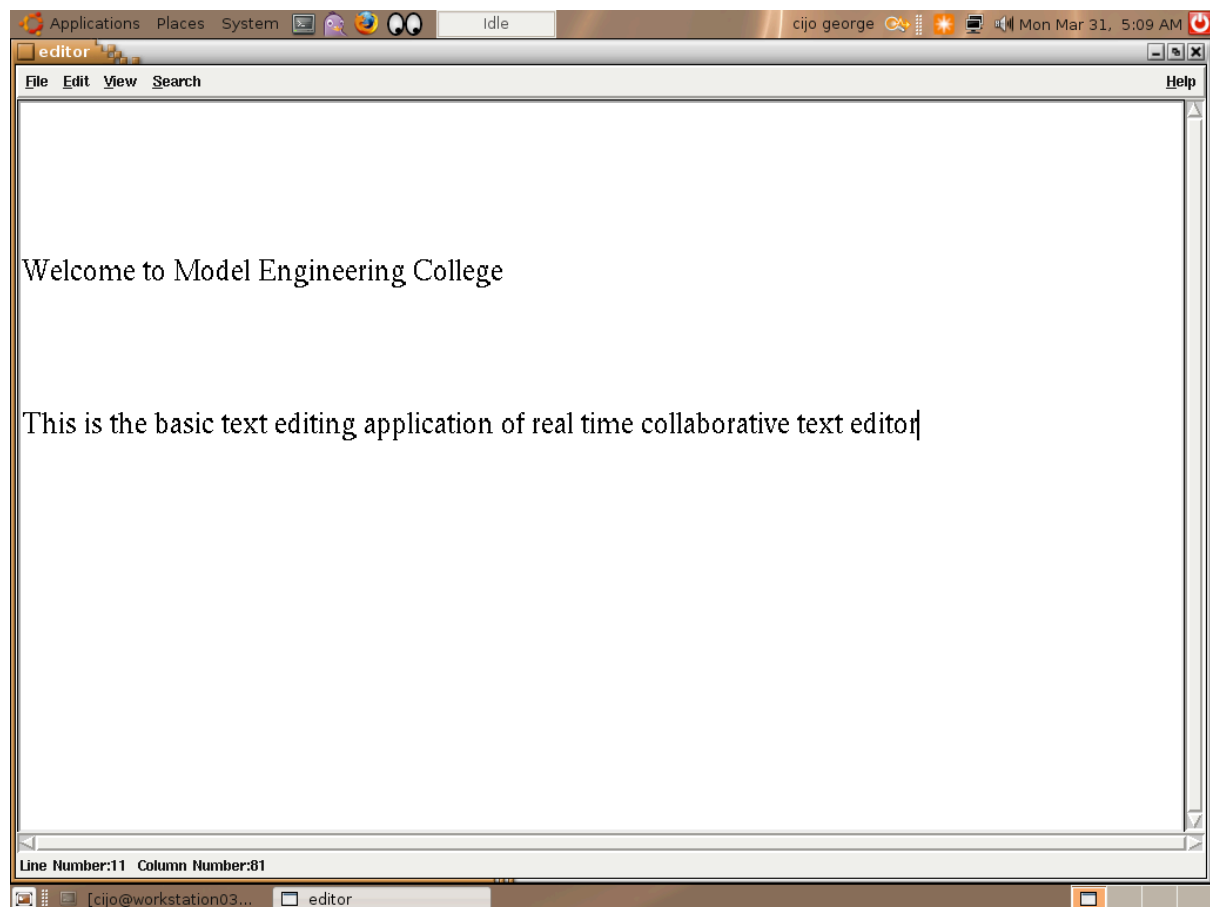 Applications Places System Idle cijo george Mon Mar 31, 5:09 AM
editor
File Edit View Search Help
Welcome to Model Engineering College
This is the basic text editing application of real time collaborative text editor
Line Number:11 Column Number:81
[cijo@workstation03... editor